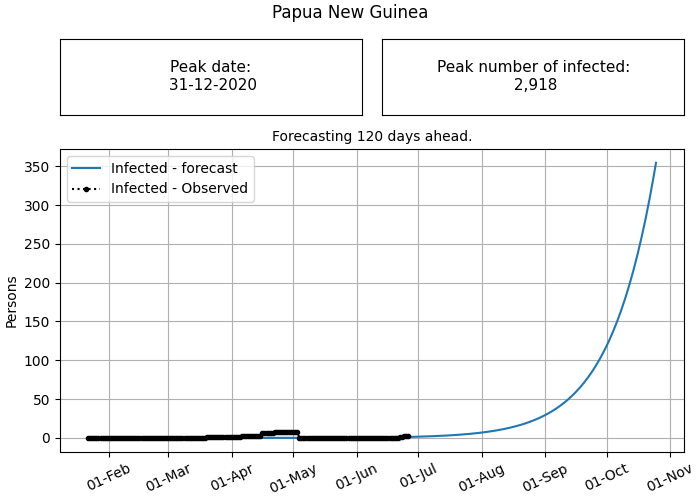 Papua New Guinea
Peak date:
31-12-2020
Peak number of infected:
2,918
Forecasting 120 days ahead.
Infected - forecast
Infected - Observed
Persons
350
300
250
200
150
100
50
0
01-Feb
01-Mar
01-Apr
01-May
01-Jun
01-Jul
01-Aug
01-Sep
01-Oct
01-Nov